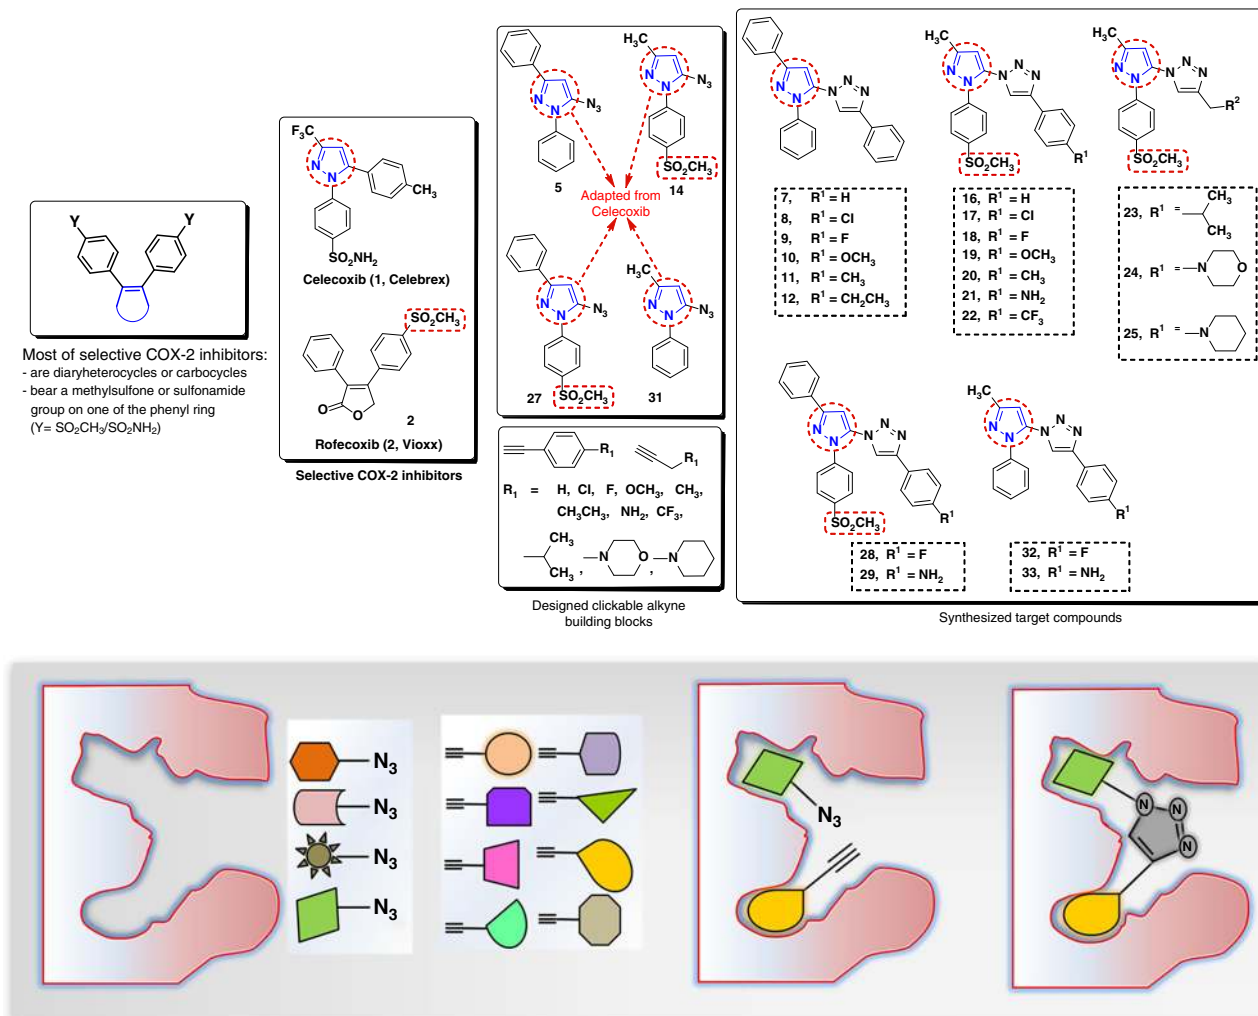 Y
Y
Most of selective COX-2 inhibitors:
- are diaryheterocycles or carbocycles
- bear a methylsulfone or sulfonamide
group on one of the phenyl ring
(Y= SO₂CH₃/SO₂NH₂)
F₃C
N
N
CH₃
SO₂NH₂
Celecoxib (1, Celebrex)
SO₂CH₃
O
O
2
Rofecoxib (2, Vioxx)
Selective COX-2 inhibitors
N
N
N₃
5
H₃C
N
N
N₃
SO₂CH₃
14
Adapted from
Celecoxib
N
N
N₃
27
SO₂CH₃
H₃C
N
N
N₃
31
R₁
R₁
R₁ = H, Cl, F, OCH₃, CH₃,
CH₃CH₃, NH₂, CF₃,
CH₃
CH₃ ,
N
O ,
N
Designed clickable alkyne
building blocks
N
N
N
N
N
7, R¹ = H
8, R¹ = Cl
9, R¹ = F
10, R¹ = OCH₃
11, R¹ = CH₃
12, R¹ = CH₂CH₃
H₃C
N
N
N
N
N
R¹
SO₂CH₃
16, R¹ = H
17, R¹ = Cl
18, R¹ = F
19, R¹ = OCH₃
20, R¹ = CH₃
21, R¹ = NH₂
22, R¹ = CF₃
H₃C
N
N
N
N
N
R²
SO₂CH₃
23, R¹ =
CH₃
CH₃
24, R¹ =
N
O
25, R¹ =
N
N
N
N
N
N
R¹
SO₂CH₃
28, R¹ = F
29, R¹ = NH₂
H₃C
N
N
N
N
N
R¹
32, R¹ = F
33, R¹ = NH₂
Synthesized target compounds
N₃
N₃
N₃
N₃
N₃
N
N
N